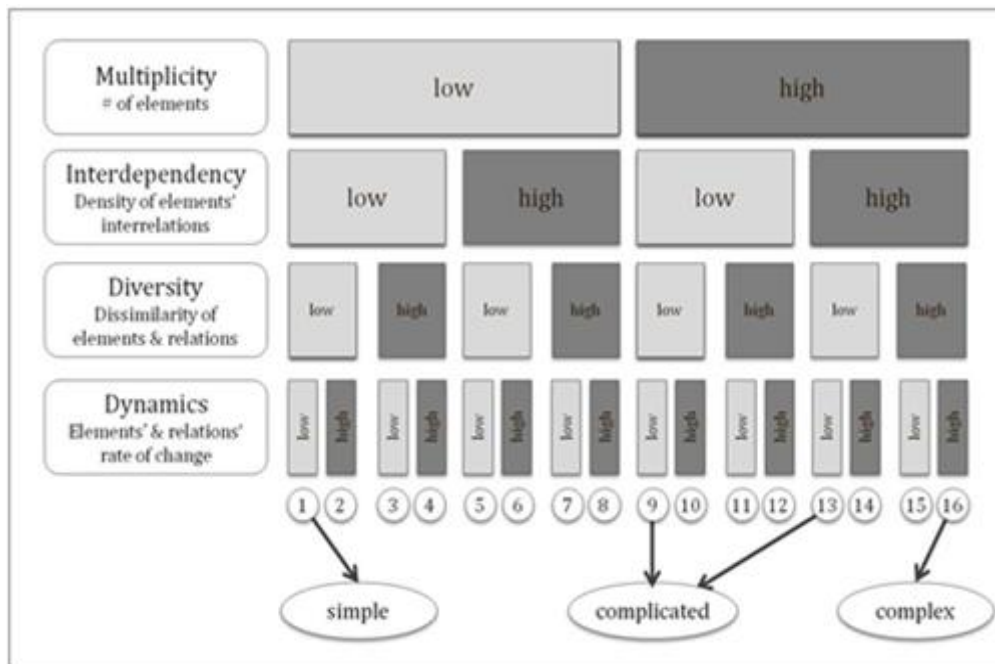 Multiplicity
# of elements
low
high
Interdependency
Density of elements'
interrelations
low
high
low
high
Diversity
Dissimilarity of
elements & relations
low
high
low
high
low
high
low
high
Dynamics
Elements' & relations'
rate of change
low
high
low
high
low
high
low
high
low
high
low
high
low
high
low
high
1
2
3
4
5
6
7
8
9
10
11
12
13
14
15
16
simple
complicated
complex